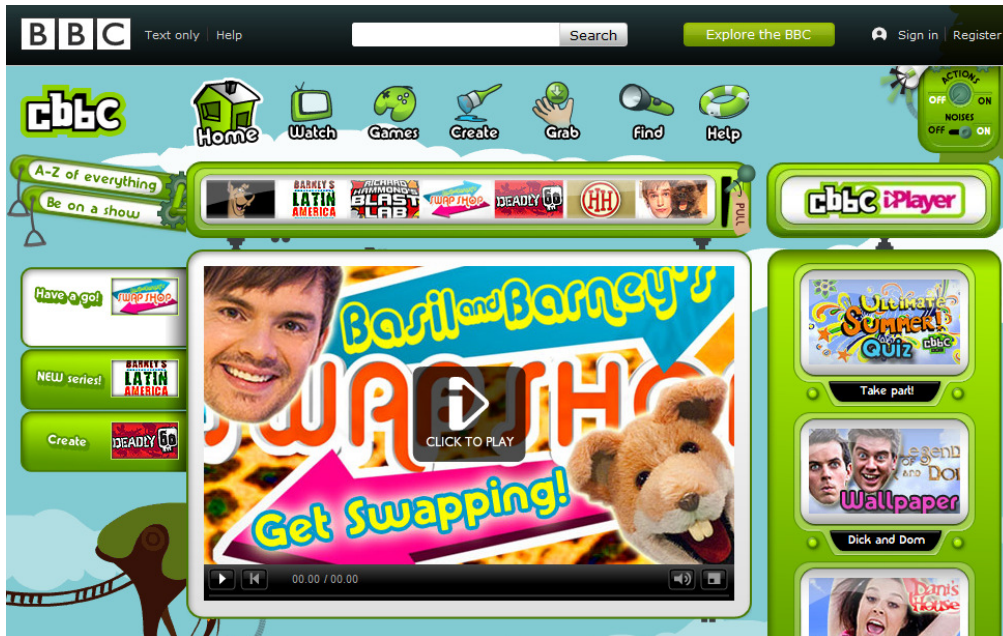 BBC
Text only
Help
Search
Explore the BBC
Sign in
Register
cbbc
Home
Watch
Games
Create
Grab
Find
Help
ACTIONS
OFF ON
NOISES
OFF ON
A-Z of everything
Be on a show
BARKLY'S
LATIN
AMERICA
RICHARD
HAMMOND'S
BLAST
LAB
SWAP SHOP
DEADLY 60
HH
PULL
cbbc iPlayer
Have a go!
SWAP SHOP
NEW series!
BARKLY'S
LATIN
AMERICA
Create
DEADLY 60
Basil and Barney's
SWAP SHOP
CLICK TO PLAY
Get Swapping!
00.00 / 00.00
ULTIMATE
SUMMER!
QUIZ cbbc
Take part!
LEGEND
OF
AND DOM
Wallpaper
Dick and Dom
Dani's
House